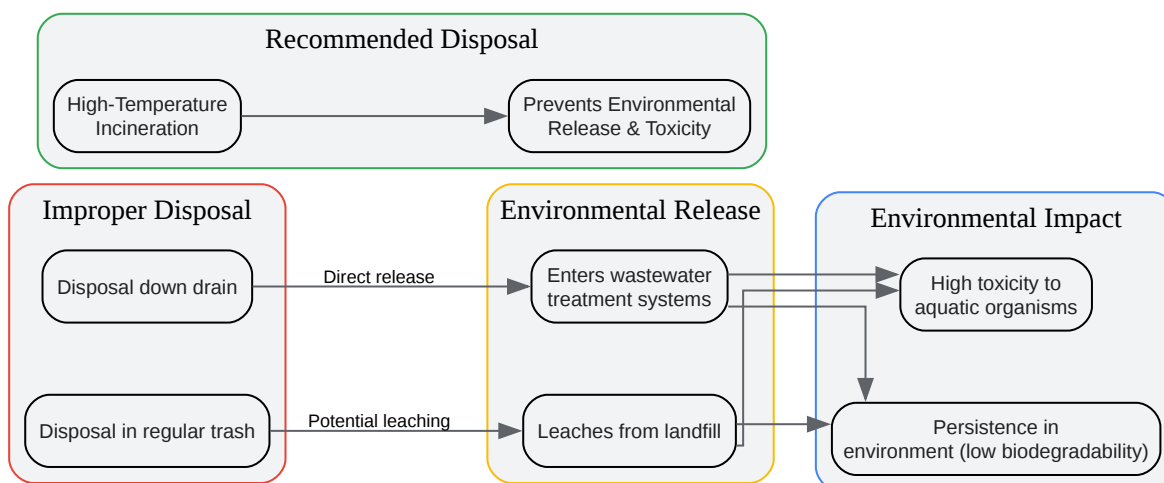 Recommended Disposal
High-Temperature
Incineration
Prevents Environmental
Release & Toxicity
Improper Disposal
Disposal down drain
Disposal in regular trash
Direct release
Potential leaching
Environmental Release
Enters wastewater
treatment systems
Leaches from landfill
Environmental Impact
High toxicity to
aquatic organisms
Persistence in
environment (low biodegradability)